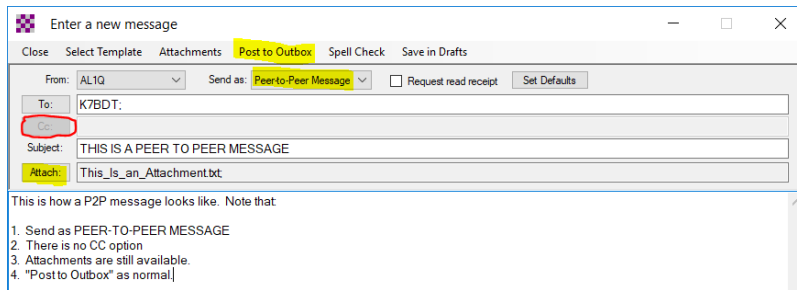 Enter a new message
Close Select Template Attachments Post to Outbox Spell Check Save in Drafts
From: AL1Q Send as: Peer-to-Peer Message Request read receipt Set Defaults
To: K7BDT;
Cc:
Subject: THIS IS A PEER TO PEER MESSAGE
Attach: This_Is_an_Attachment.txt;
This is how a P2P message looks like. Note that:
1. Send as PEER-TO-PEER MESSAGE
2. There is no CC option
3. Attachments are still available.
4. "Post to Outbox" as normal.